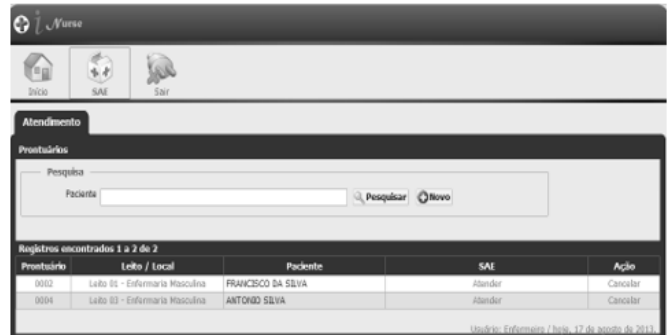 i Nurse
Início SAE Sair
Atendimento
Prontuários
Pesquisa
Paciente Pesquisar Novo
Registros encontrados 1 a 2 de 2
Prontuário Leito / Local Paciente SAE Ação
0002 Leito 01 - Enfermaria Masculina FRANCISCO DA SILVA Atender Cancelar
0004 Leito 03 - Enfermaria Masculina ANTONIO SILVA Atender Cancelar
Usuário: Enfermeiro / hoje, 17 de agosto de 2013.